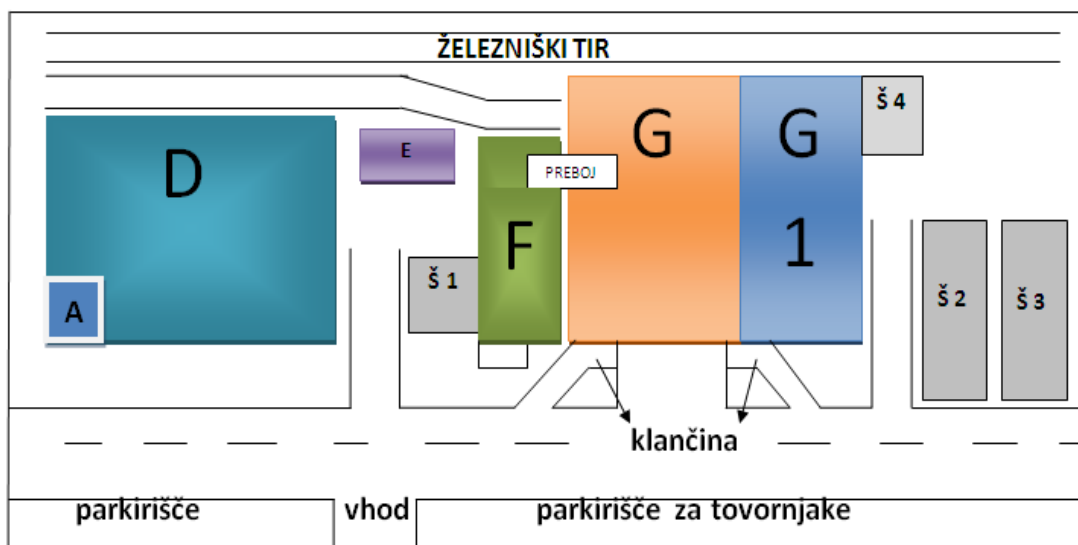 ŽELEZNIŠKI TIR
D
E
G
G
1
Š 4
PREBOJ
F
Š 1
A
Š 2
Š 3
klančina
parkirišče
vhod
parkirišče za tovornjake